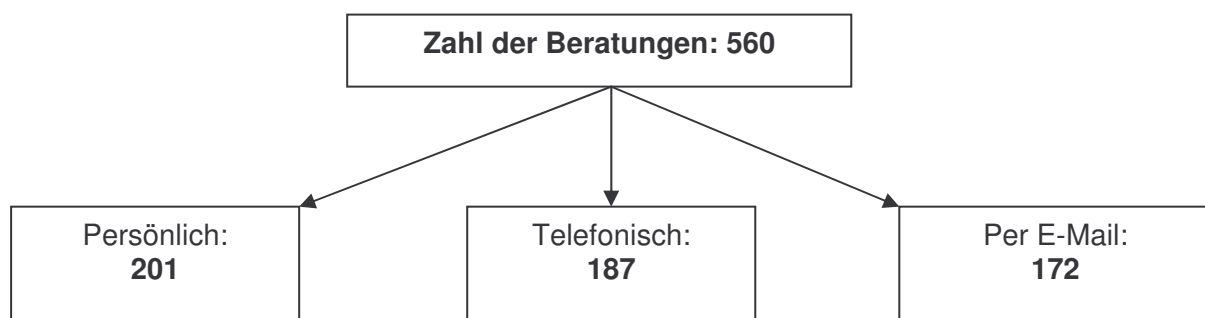 Zahl der Beratungen: 560
Persönlich:
201
Telefonisch:
187
Per E-Mail:
172